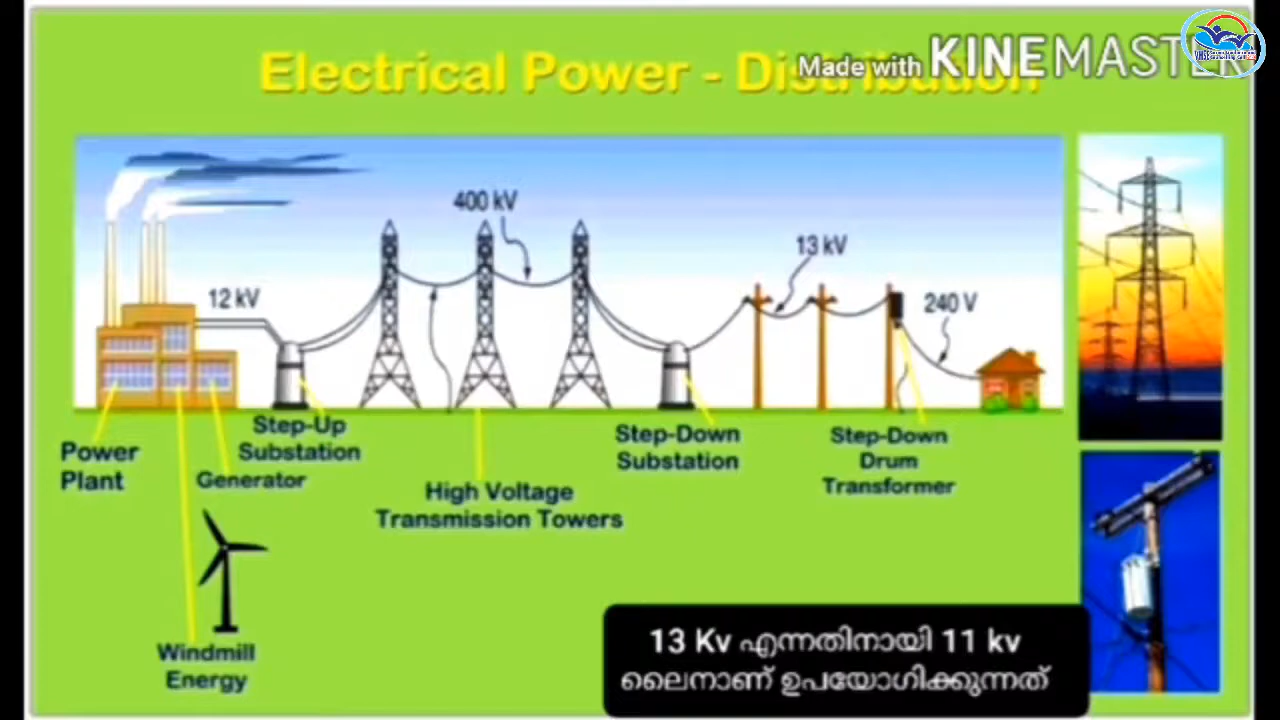 Electrical Power - Distribution
Made with KINEMASTER
400 kV
13 kV
12 kV
240 V
Step-Up
Substation
Power
Plant
Generator
High Voltage
Transmission Towers
Step-Down
Substation
Step-Down
Drum
Transformer
Windmill
Energy
13 Kv എന്നതിനായി 11 kv
ലൈനാണ് ഉപയോഗിക്കുന്നത്